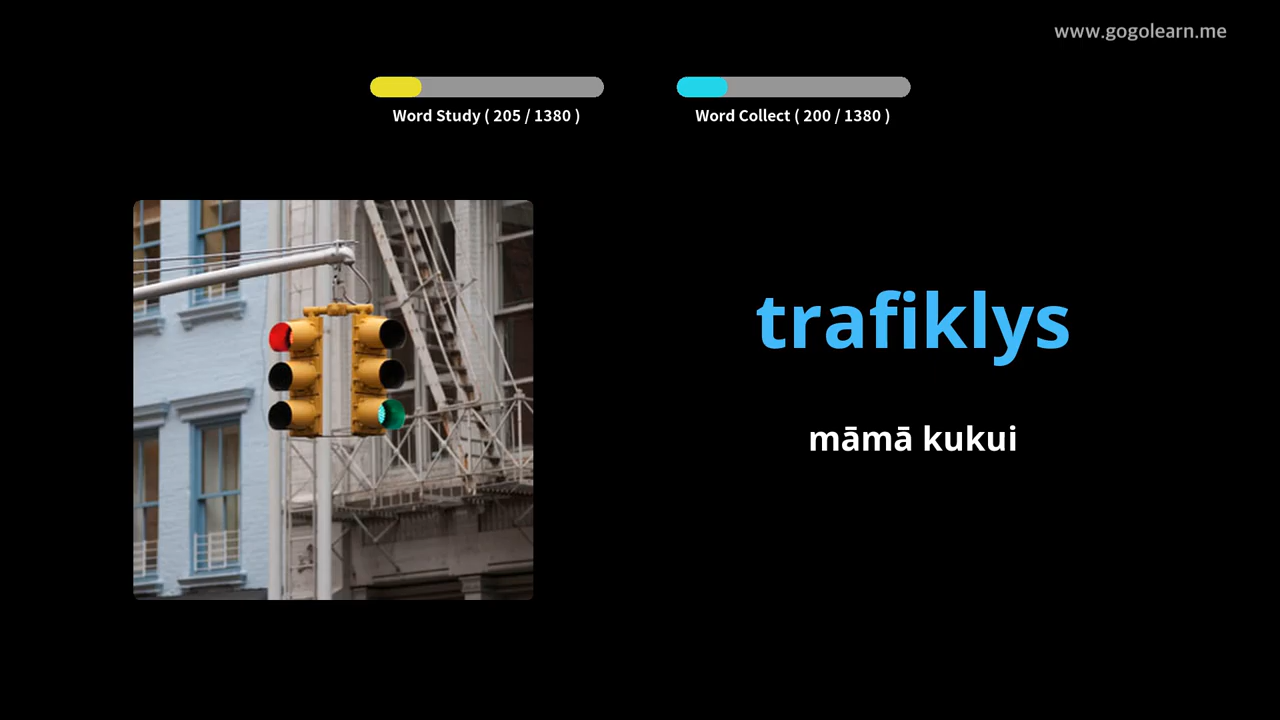 www.gogolearn.me
Word Study ( 205 / 1380 )
Word Collect ( 200 / 1380 )
trafiklys
māmā kukui